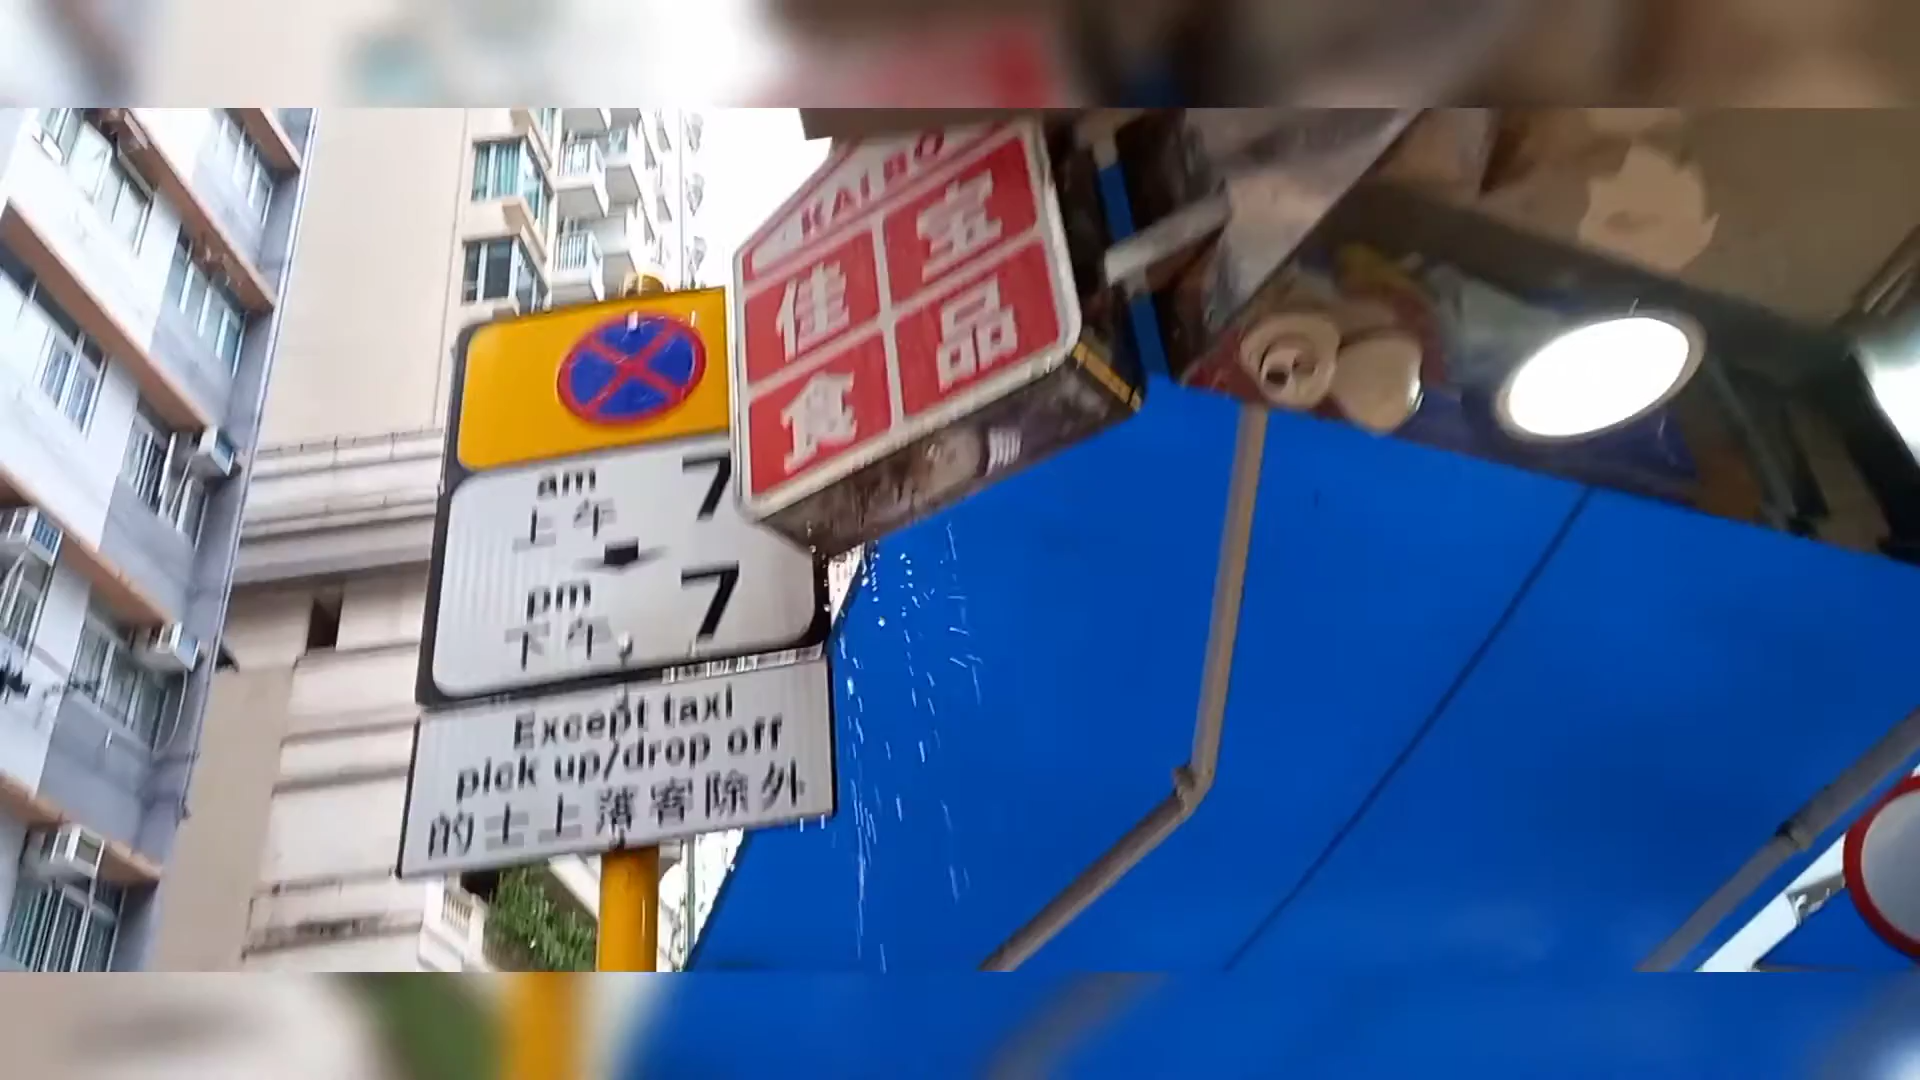 KAI BO
佳宝
食品
am 7
上午
pm 7
下午
Except taxi
pick up/drop off
的士上落客除外